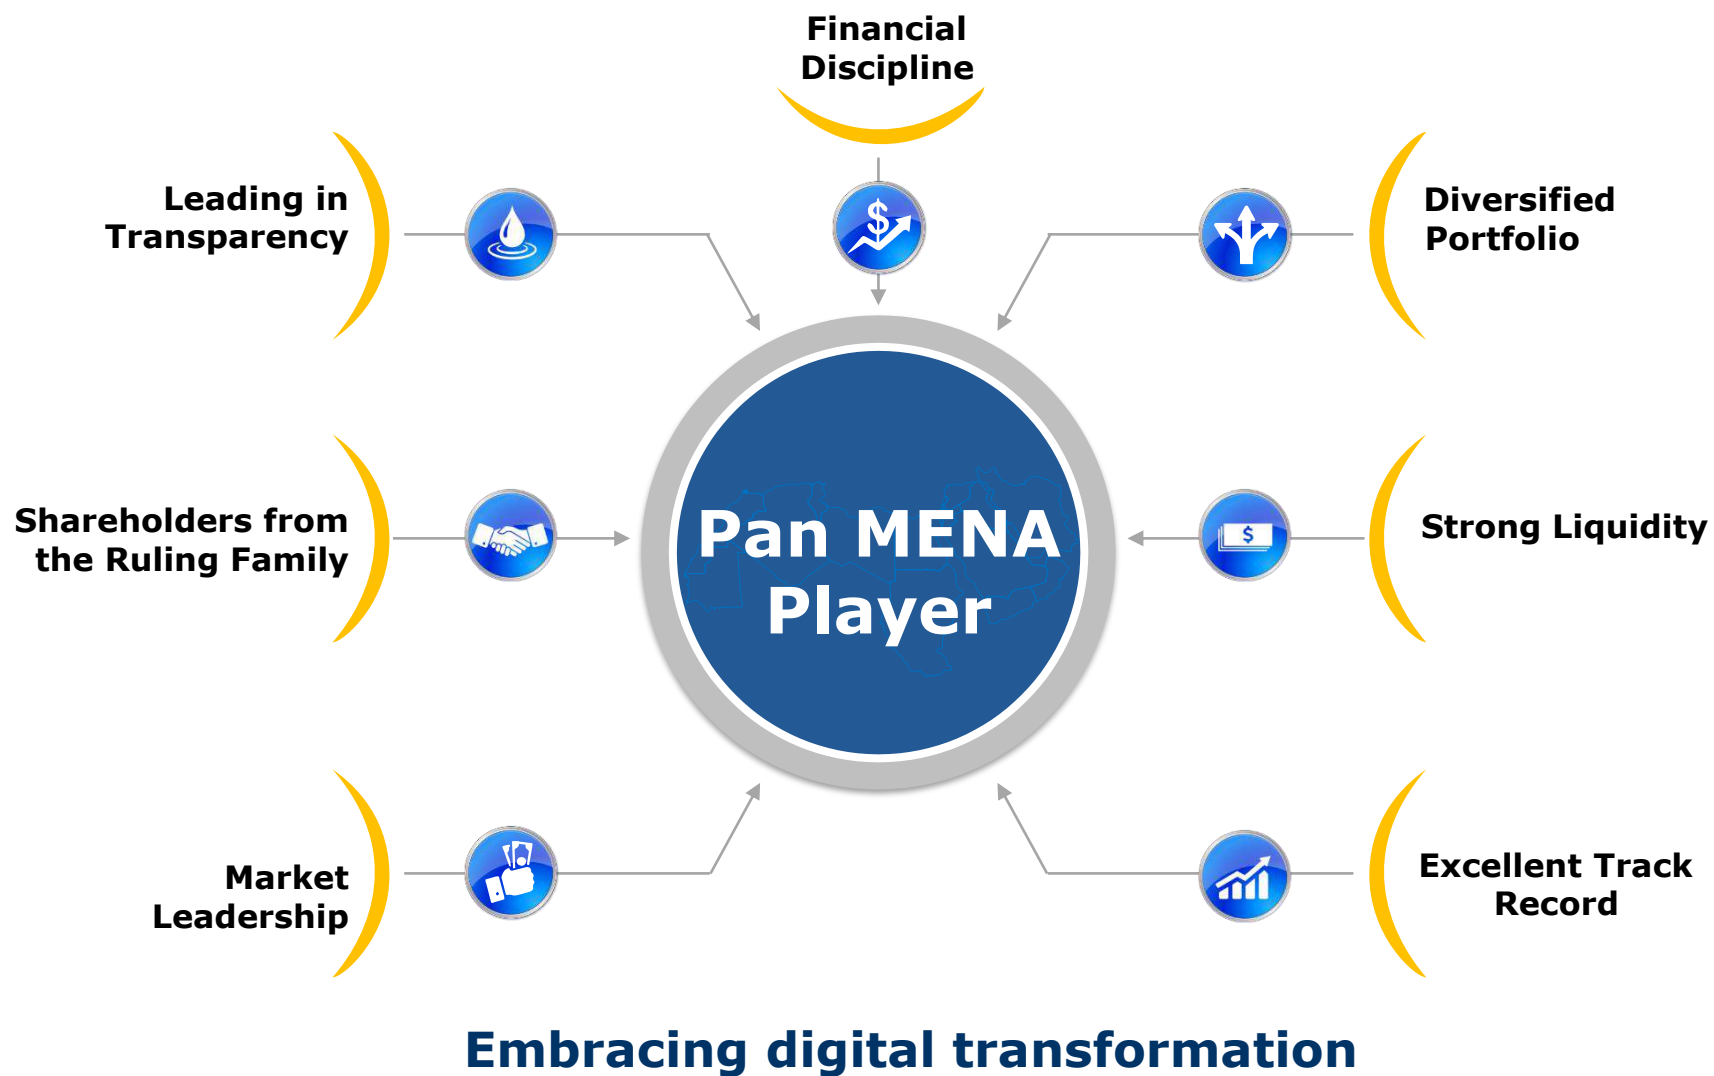 Financial
Discipline
Leading in
Transparency
Diversified
Portfolio
Shareholders from
the Ruling Family
Pan MENA
Player
Strong Liquidity
Market
Leadership
Excellent Track
Record
Embracing digital transformation